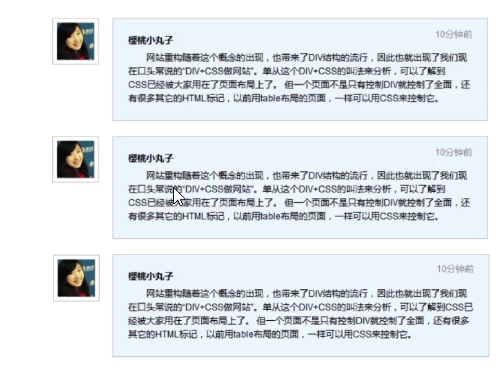 樱桃小丸子 10分钟前
网站重构随着这个概念的出现，也带来了DIV结构的流行，因此也就出现了我们现
在口头常说的“DIV+CSS做网站”。单从这个DIV+CSS的叫法来分析，可以了解到
CSS已经被大家用在了页面布局上了。 但一个页面不是只有控制DIV就控制了全面，还
有很多其它的HTML标记，以前用table布局的页面，一样可以用CSS来控制它。
樱桃小丸子 10分钟前
网站重构随着这个概念的出现，也带来了DIV结构的流行，因此也就出现了我们现
在口头常说的“DIV+CSS做网站”。单从这个DIV+CSS的叫法来分析，可以了解到
CSS已经被大家用在了页面布局上了。 但一个页面不是只有控制DIV就控制了全面，还
有很多其它的HTML标记，以前用table布局的页面，一样可以用CSS来控制它。
樱桃小丸子 10分钟前
网站重构随着这个概念的出现，也带来了DIV结构的流行，因此也就出现了我们现
在口头常说的“DIV+CSS做网站”。单从这个DIV+CSS的叫法来分析，可以了解到CSS已
经被大家用在了页面布局上了。 但一个页面不是只有控制DIV就控制了全面，还有很多
其它的HTML标记，以前用table布局的页面，一样可以用CSS来控制它。